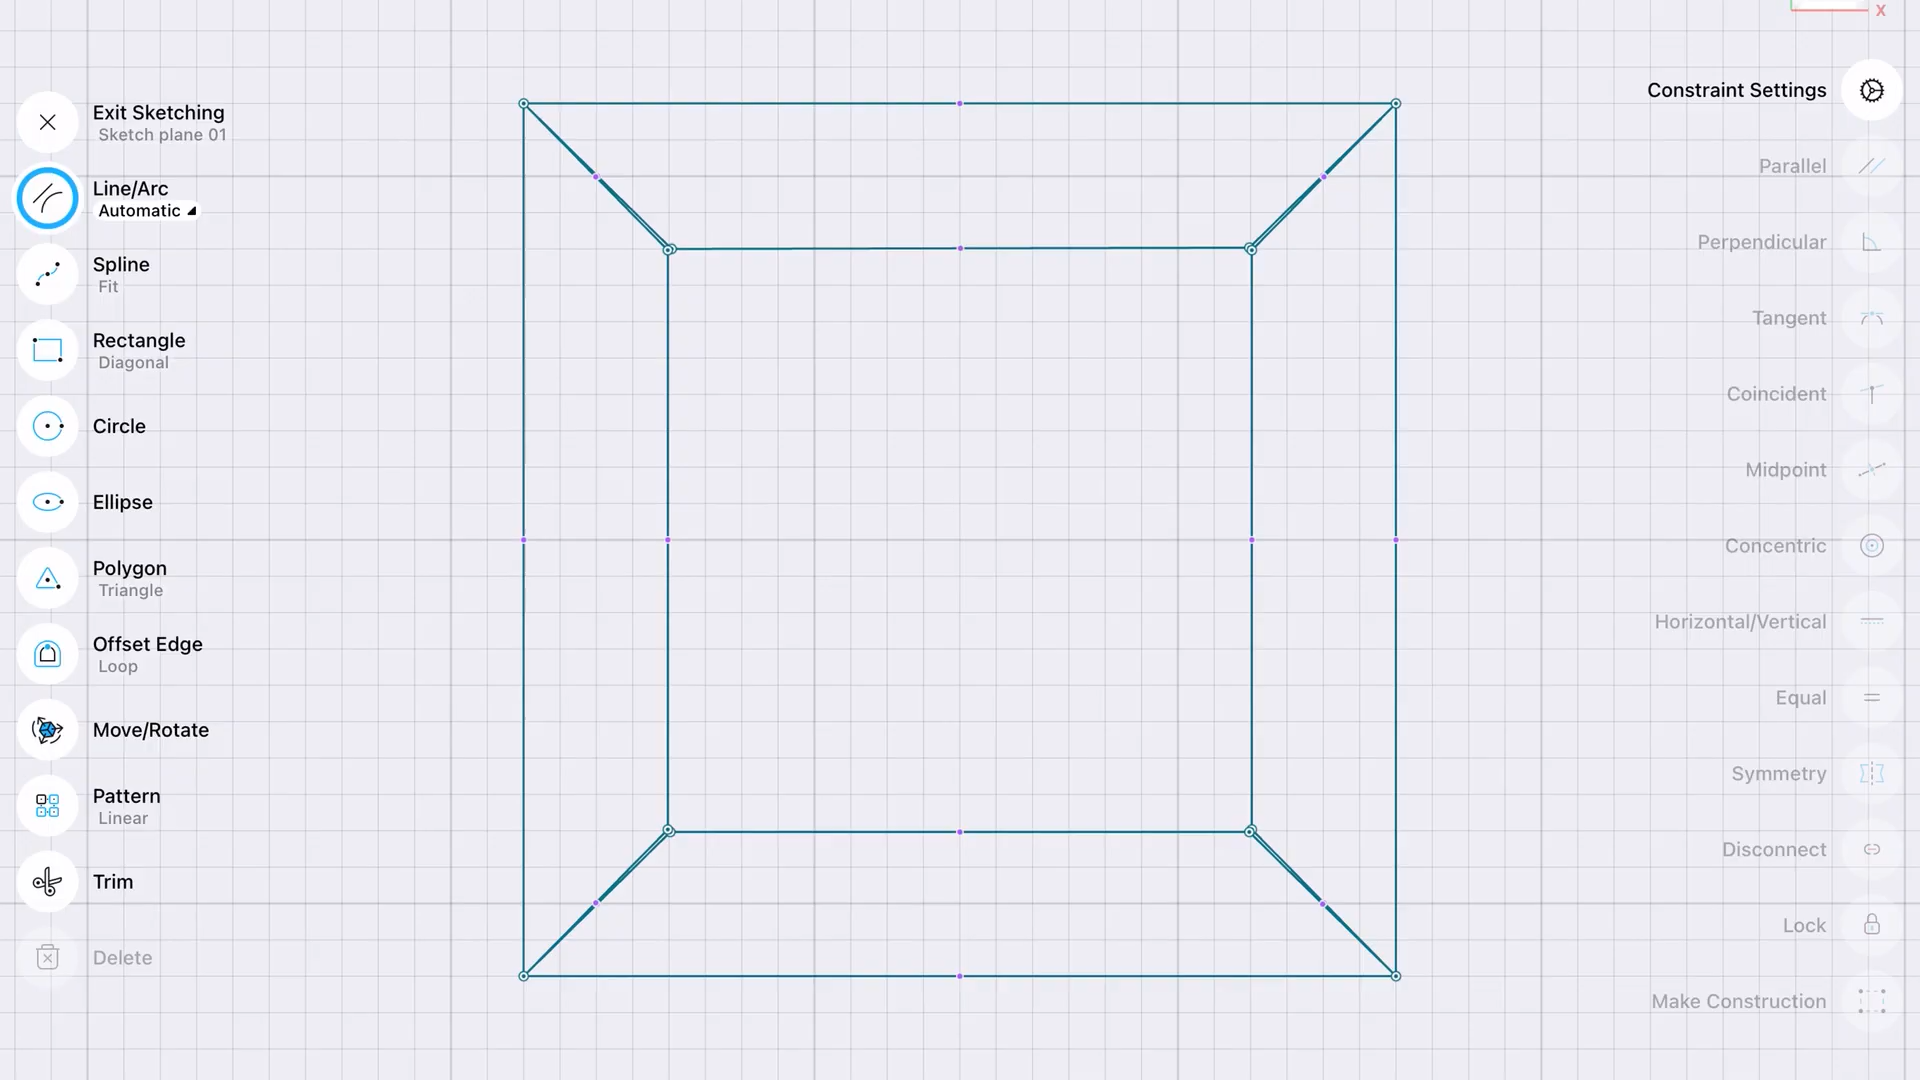 X
Exit Sketching
Sketch plane 01
Line/Arc
Automatic
Spline
Fit
Rectangle
Diagonal
Circle
Ellipse
Polygon
Triangle
Offset Edge
Loop
Move/Rotate
Pattern
Linear
Trim
Delete
Constraint Settings
Parallel
Perpendicular
Tangent
Coincident
Midpoint
Concentric
Horizontal/Vertical
Equal
Symmetry
Disconnect
Lock
Make Construction